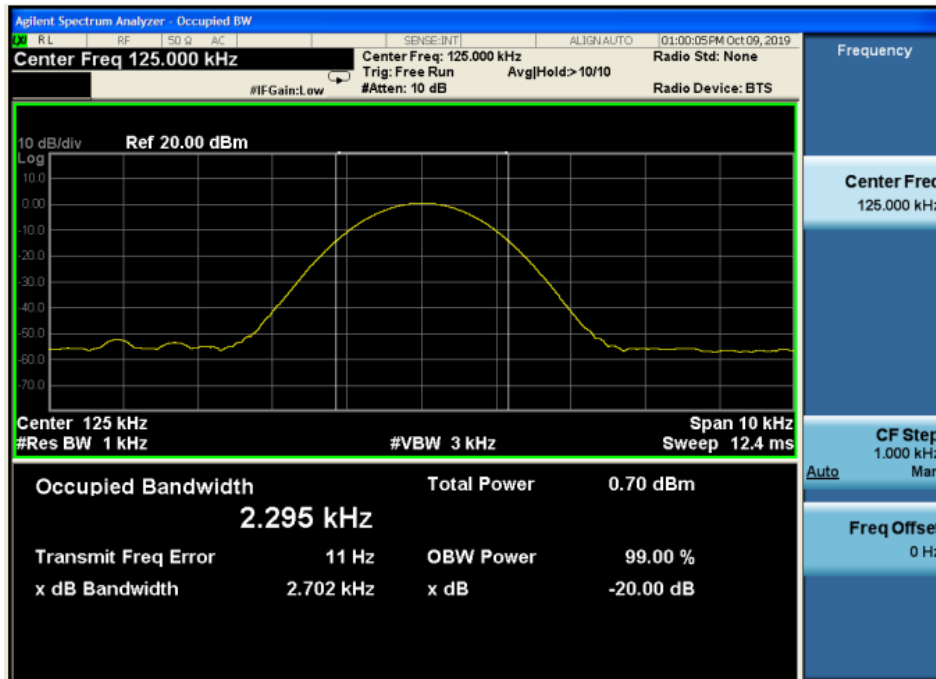 Agilent Spectrum Analyzer - Occupied BW
LXI RL RF 50 Ω AC SENSE:INT ALIGNAUTO 01:00:05PM Oct 09, 2019
Center Freq 125.000 kHz
Center Freq: 125.000 kHz Radio Std: None
Trig: Free Run Avg|Hold:>10/10
#IFGain:Low #Atten: 10 dB Radio Device: BTS
10 dB/div Ref 20.00 dBm
Log
10.0
0.00
-10.0
-20.0
-30.0
-40.0
-50.0
-60.0
-70.0
Center 125 kHz Span 10 kHz
#Res BW 1 kHz #VBW 3 kHz Sweep 12.4 ms
Occupied Bandwidth Total Power 0.70 dBm
2.295 kHz
Transmit Freq Error 11 Hz OBW Power 99.00 %
x dB Bandwidth 2.702 kHz x dB -20.00 dB
Frequency
Center Freq
125.000 kHz
CF Step
1.000 kHz
Auto Man
Freq Offset
0 Hz